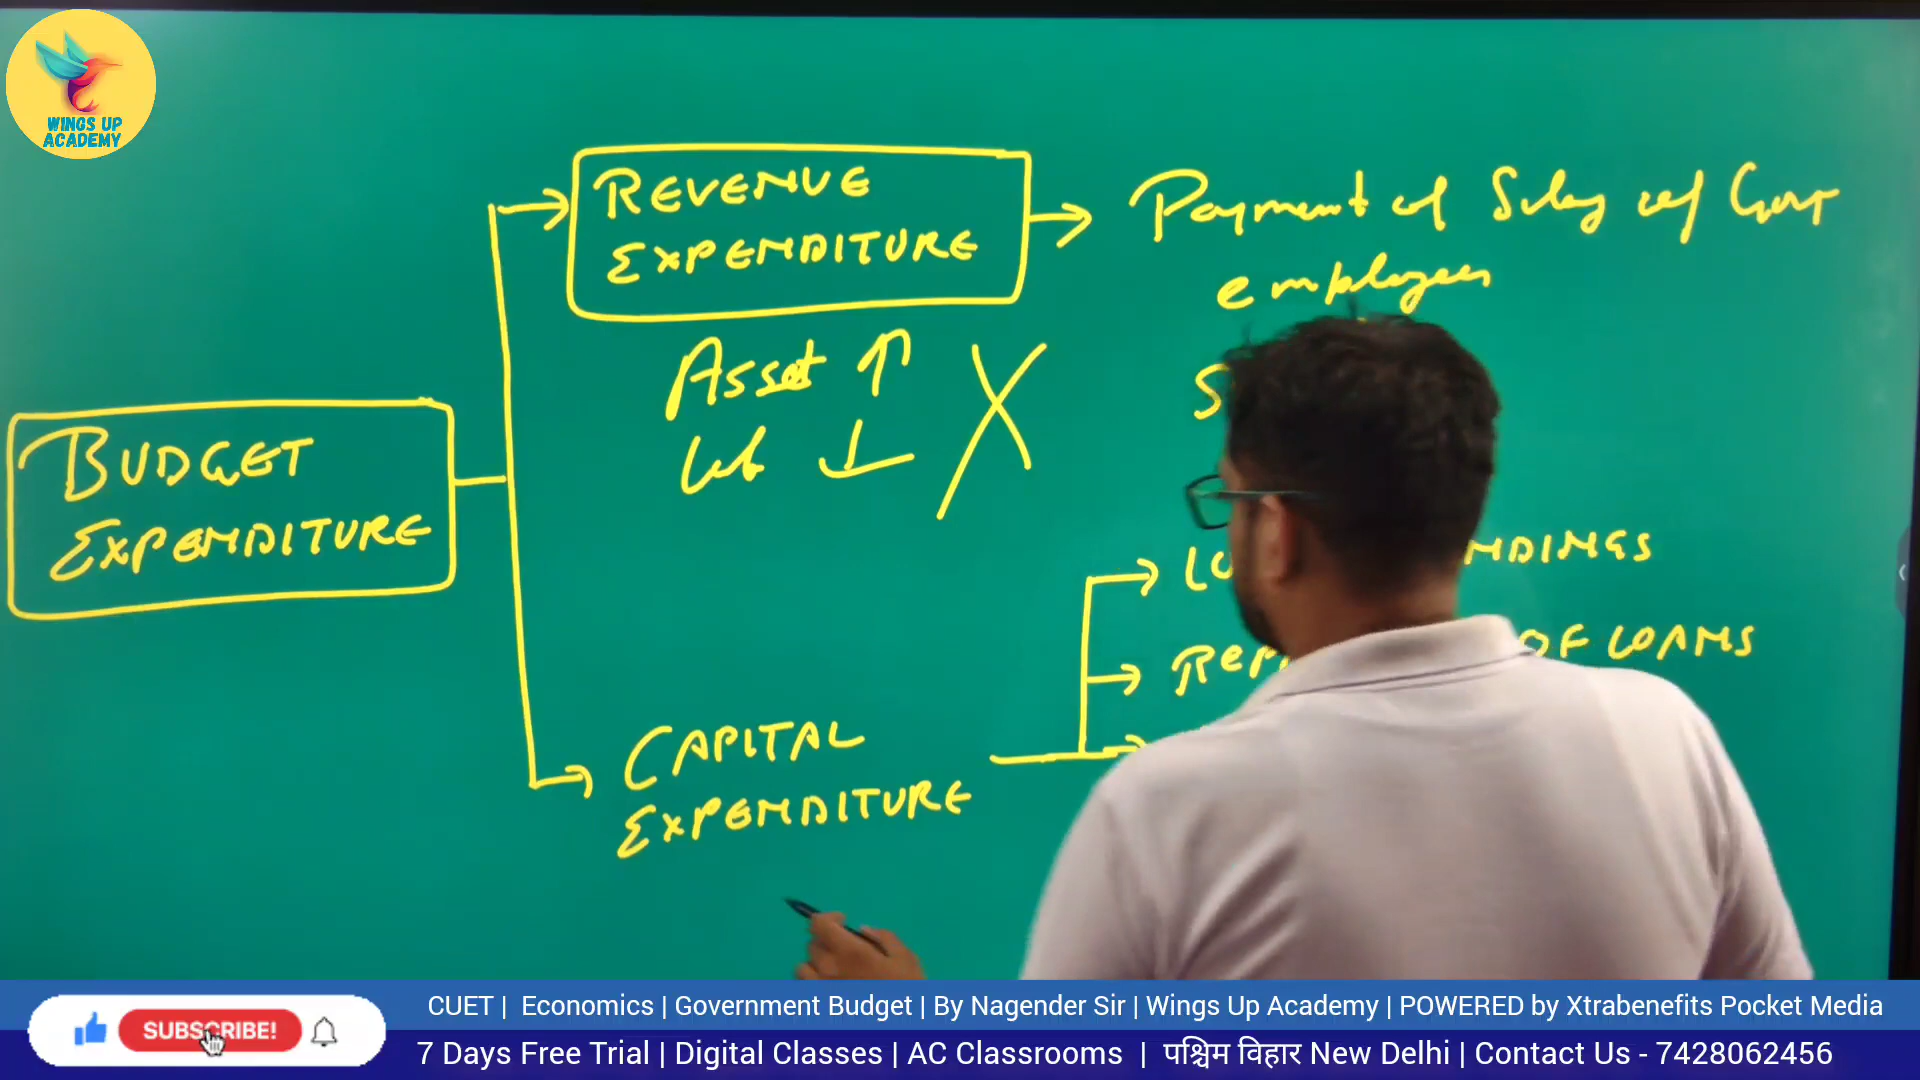 WINGS UP
ACADEMY
REVENUE
EXPENDITURE
Payment of Salary of Govt
employees
Asset ↑
↓
BUDGET
EXPENDITURE
OF LOANS
CAPITAL
EXPENDITURE
SUBSCRIBE!
CUET | Economics | Government Budget | By Nagender Sir | Wings Up Academy | POWERED by Xtrabenefits Pocket Media
7 Days Free Trial | Digital Classes | AC Classrooms | पश्चिम विहार New Delhi | Contact Us - 7428062456